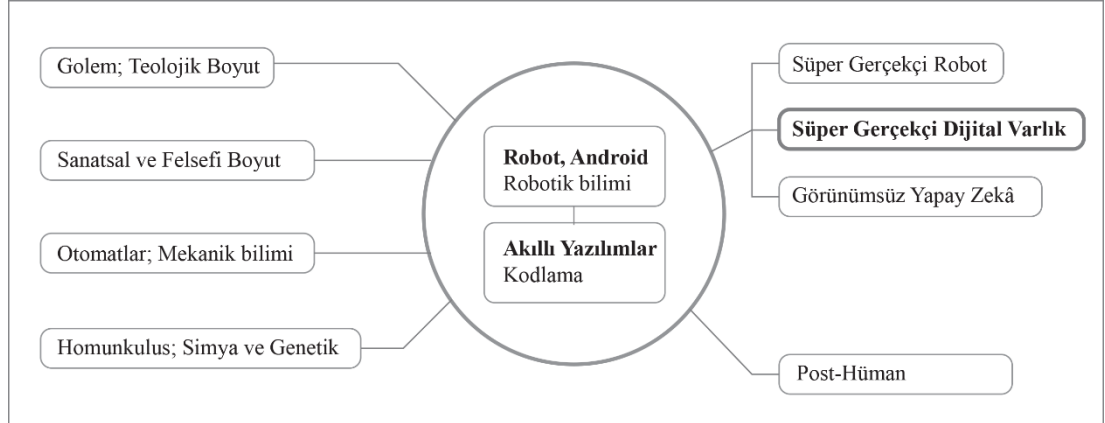 Golem; Teolojik Boyut
Sanatsal ve Felsefi Boyut
Otomatlar; Mekanik bilimi
Homunkulus; Simya ve Genetik
Robot, Android
Robotik bilimi
Akıllı Yazılımlar
Kodlama
Süper Gerçekçi Robot
Süper Gerçekçi Dijital Varlık
Görünümsüz Yapay Zekâ
Post-Hüman